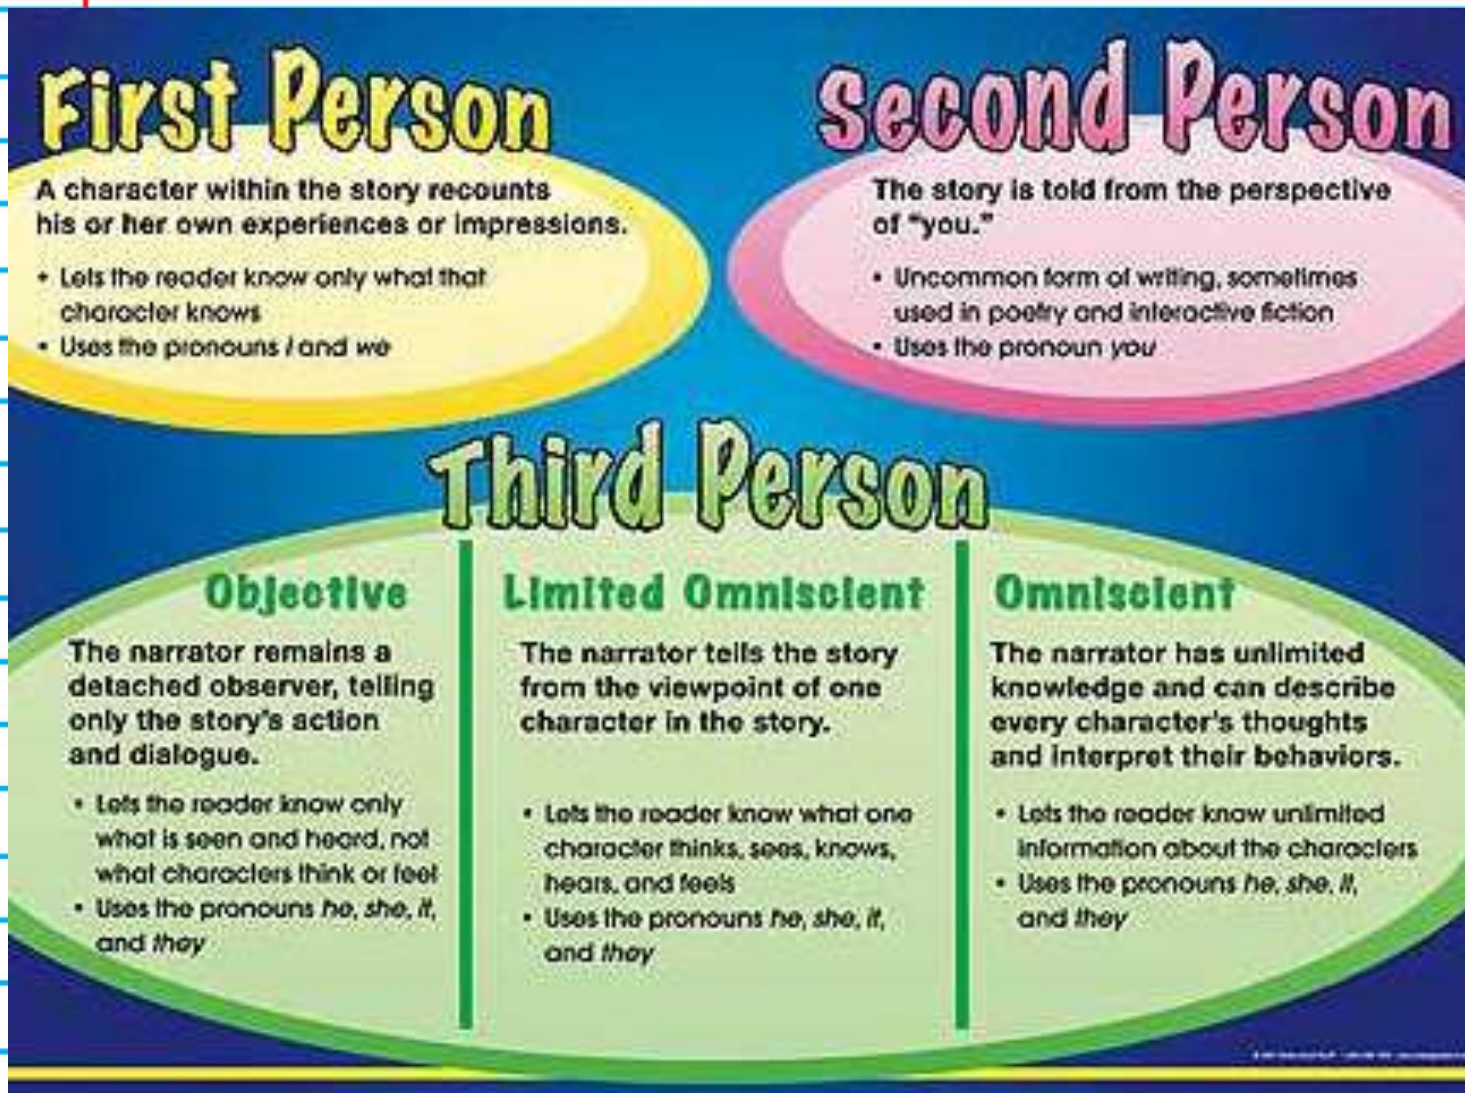 First Person
A character within the story recounts
his or her own experiences or impressions.
• Lets the reader know only what that
character knows
• Uses the pronouns I and we
Second Person
The story is told from the perspective
of "you."
• Uncommon form of writing, sometimes
used in poetry and interactive fiction
• Uses the pronoun you
Third Person
Objective
The narrator remains a
detached observer, telling
only the story's action
and dialogue.
• Lets the reader know only
what is seen and heard, not
what characters think or feel
• Uses the pronouns he, she, it,
and they
Limited Omniscient
The narrator tells the story
from the viewpoint of one
character in the story.
• Lets the reader know what one
character thinks, sees, knows,
hears, and feels
• Uses the pronouns he, she, it,
and they
Omniscient
The narrator has unlimited
knowledge and can describe
every character's thoughts
and interpret their behaviors.
• Lets the reader know unlimited
information about the characters
• Uses the pronouns he, she, it,
and they